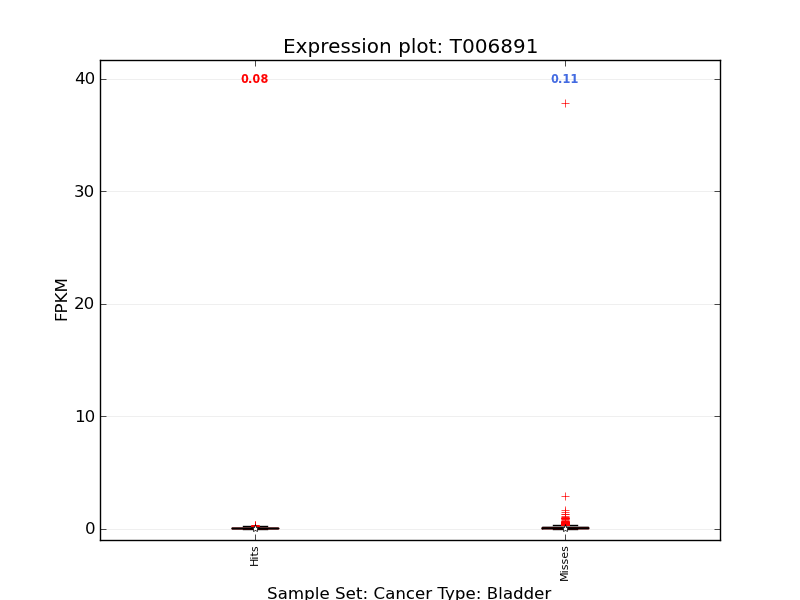 Expression plot: T006891
40
0.08
0.11
30
FPKM
20
10
0
Hits
Misses
Sample Set: Cancer Type: Bladder